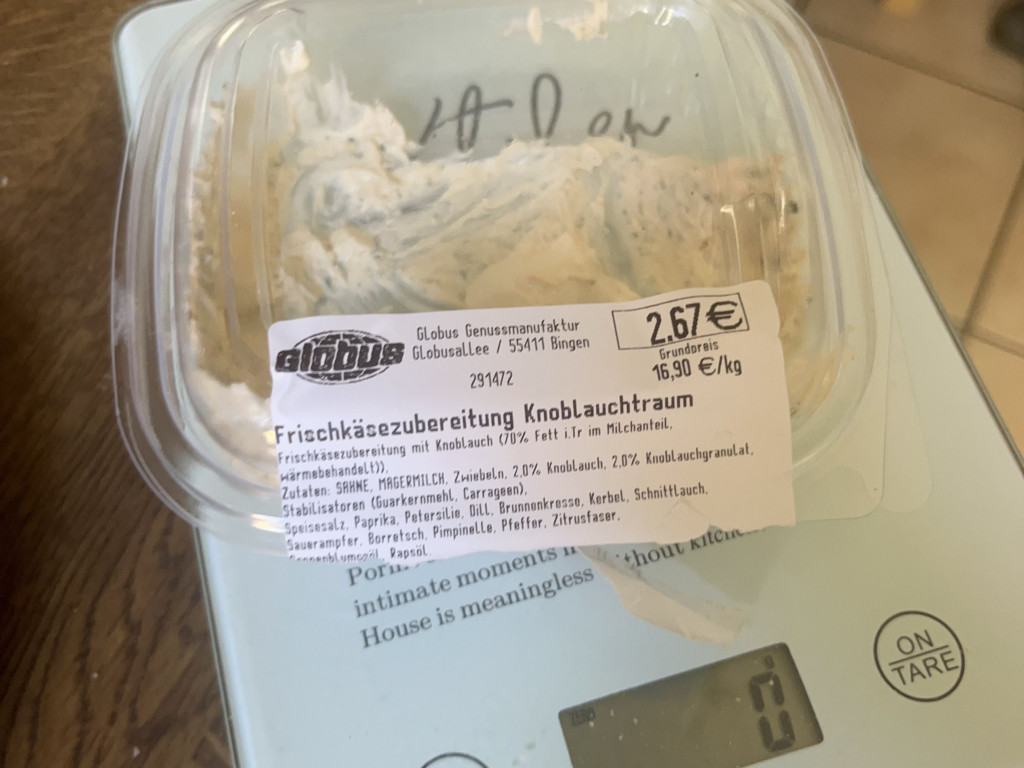 GLOBUS
Globus Genussmanufaktur
Globusallee / 55411 Bingen
291472
2,67€
Grundpreis
16,90 €/kg
Frischkäsezubereitung Knoblauchtraum
Frischkäsezubereitung mit Knoblauch (70% Fett i.Tr im Milchanteil,
wärmebehandelt)),
Zutaten: SAHNE, MAGERMILCH, Zwiebeln, 2,0% Knoblauch, 2,0% Knoblauchgranulat,
Stabilisatoren (Guarkernmehl, Carrageen),
Speisesalz, Paprika, Petersilie, Dill, Brunnenkresse, Kerbel, Schnittlauch,
Sauerampfer, Borretsch, Pimpinelle, Pfeffer, Zitrusfaser,
Rapsöl
intimate moments
House is meaningless
ON
TARE